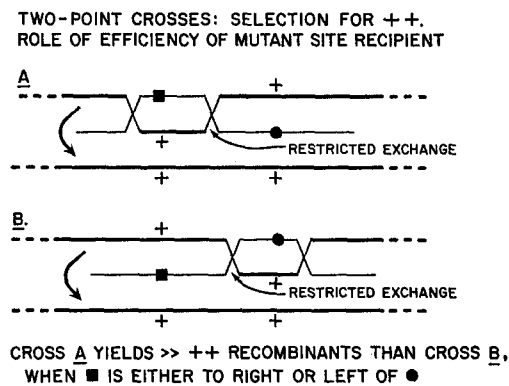 TWO-POINT CROSSES: SELECTION FOR ++.
ROLE OF EFFICIENCY OF MUTANT SITE RECIPIENT
A
+
+
RESTRICTED EXCHANGE
+ +
B.
+
+
RESTRICTED EXCHANGE
+ +
CROSS A YIELDS >> ++ RECOMBINANTS THAN CROSS B,
WHEN ■ IS EITHER TO RIGHT OR LEFT OF ●